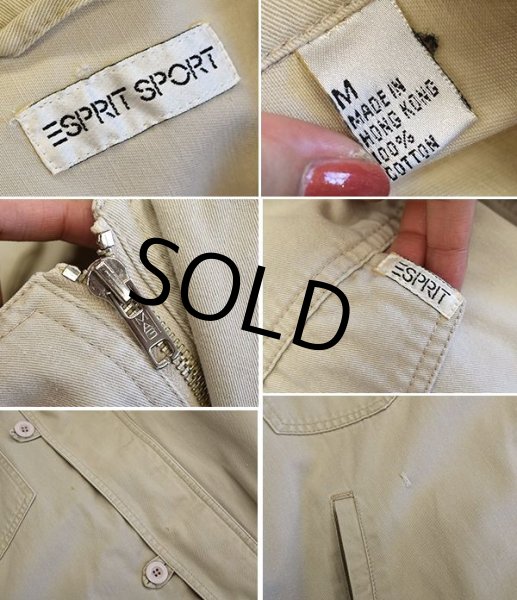 ESPRIT SPORT
M
MADE IN
HONG KONG
100%
COTTON
SOLD
ESPRIT